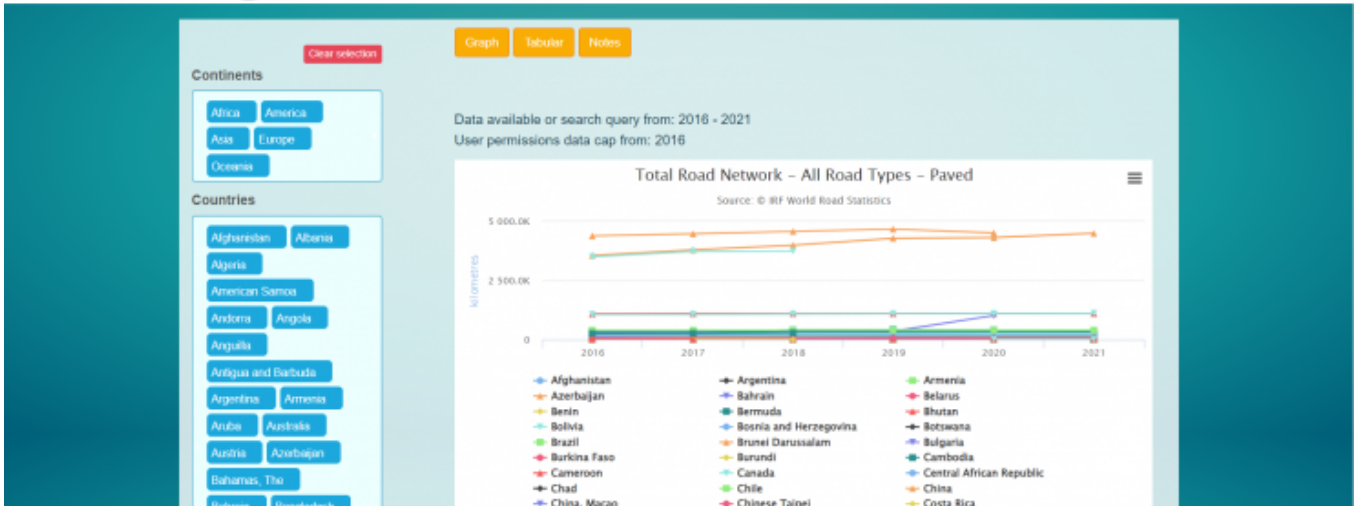 Clear selection
Continents
Africa America
Asia Europe
Oceania
Countries
Afghanistan Albania
Algeria
American Samoa
Andorra Angola
Anguilla
Antigua and Barbuda
Argentina Armenia
Aruba Australia
Austria Azerbaijan
Bahamas, The
Bahrain Bangladesh
Graph Tabular Notes
Data available or search query from: 2016 - 2021
User permissions data cap from: 2016
Total Road Network – All Road Types – Paved
Source: © IRF World Road Statistics
kilometres
5 000.0K
2 500.0K
0
2016 2017 2018 2019 2020 2021
Afghanistan Argentina Armenia
Azerbaijan Bahrain Belarus
Benin Bermuda Bhutan
Bolivia Bosnia and Herzegovina Botswana
Brazil Brunei Darussalam Bulgaria
Burkina Faso Burundi Cambodia
Cameroon Canada Central African Republic
Chad Chile China
China, Macao Chinese Taipei Costa Rica